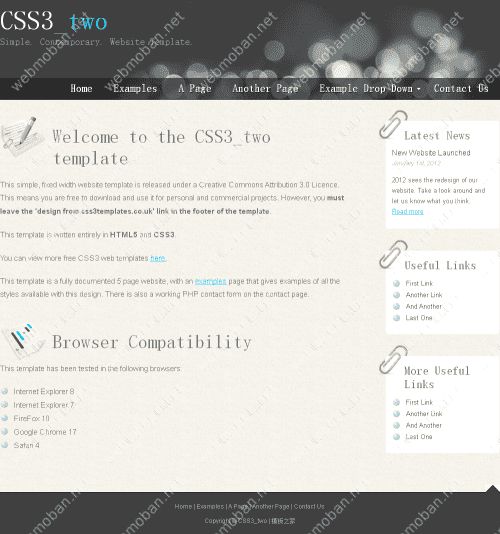 CSS3_two
Simple. Contemporary. Website Template.
Home Examples A Page Another Page Example Drop Down Contact Us
Welcome to the CSS3_two
template
This simple, fixed width website template is released under a Creative Commons Attribution 3.0 Licence.
This means you are free to download and use it for personal and commercial projects. However, you must
leave the 'design from css3templates.co.uk' link in the footer of the template.
This template is written entirely in HTML5 and CSS3.
You can view more free CSS3 web templates here.
This template is a fully documented 5 page website, with an examples page that gives examples of all the
styles available with this design. There is also a working PHP contact form on the contact page.
Browser Compatibility
This template has been tested in the following browsers:
Internet Explorer 8
Internet Explorer 7
FireFox 10
Google Chrome 17
Safari 4
Latest News
New Website Launched
January 1st, 2012
2012 sees the redesign of our
website. Take a look around and
let us know what you think.
Read more
Useful Links
First Link
Another Link
And Another
Last One
More Useful
Links
First Link
Another Link
And Another
Last One
Home | Examples | A Page | Another Page | Contact Us
Copyright © CSS3_two | 模板之家
webmoban.net